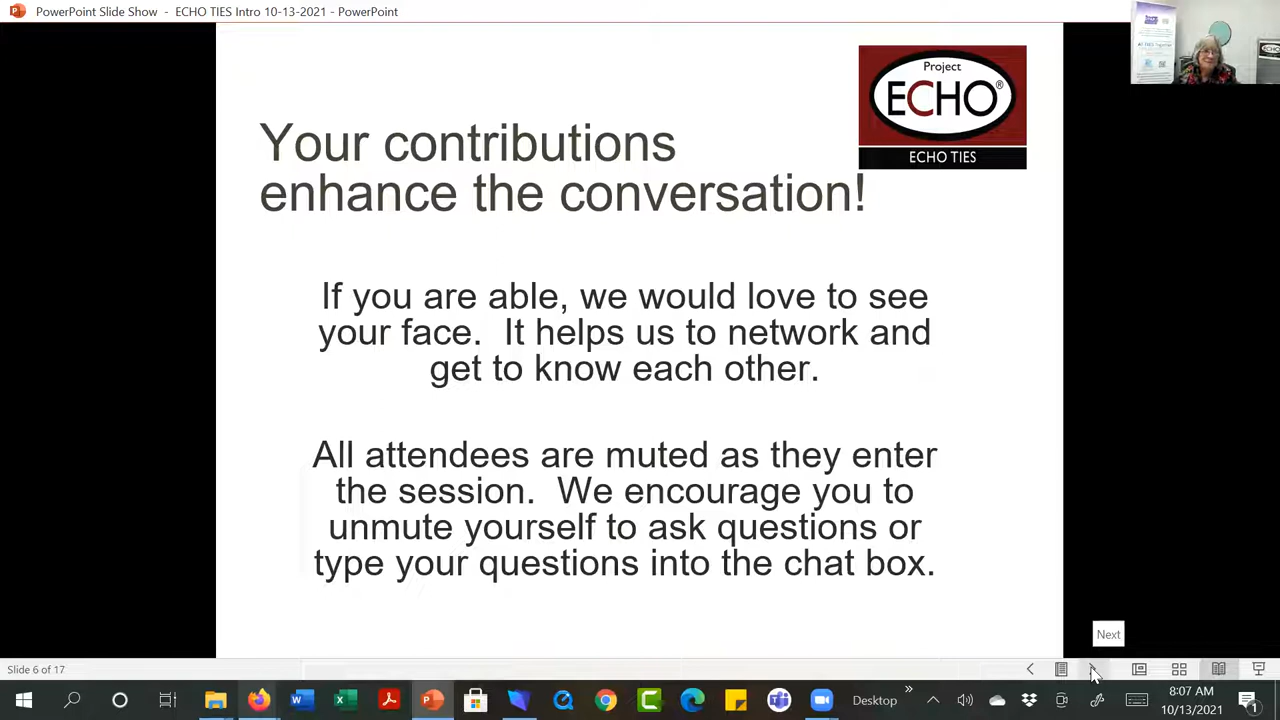 PowerPoint Slide Show - ECHO TIES Intro 10-13-2021 - PowerPoint
Project
ECHO®
ECHO TIES
Your contributions
enhance the conversation!
If you are able, we would love to see
your face. It helps us to network and
get to know each other.
All attendees are muted as they enter
the session. We encourage you to
unmute yourself to ask questions or
type your questions into the chat box.
Next
Slide 6 of 17
Desktop
8:07 AM
10/13/2021
1